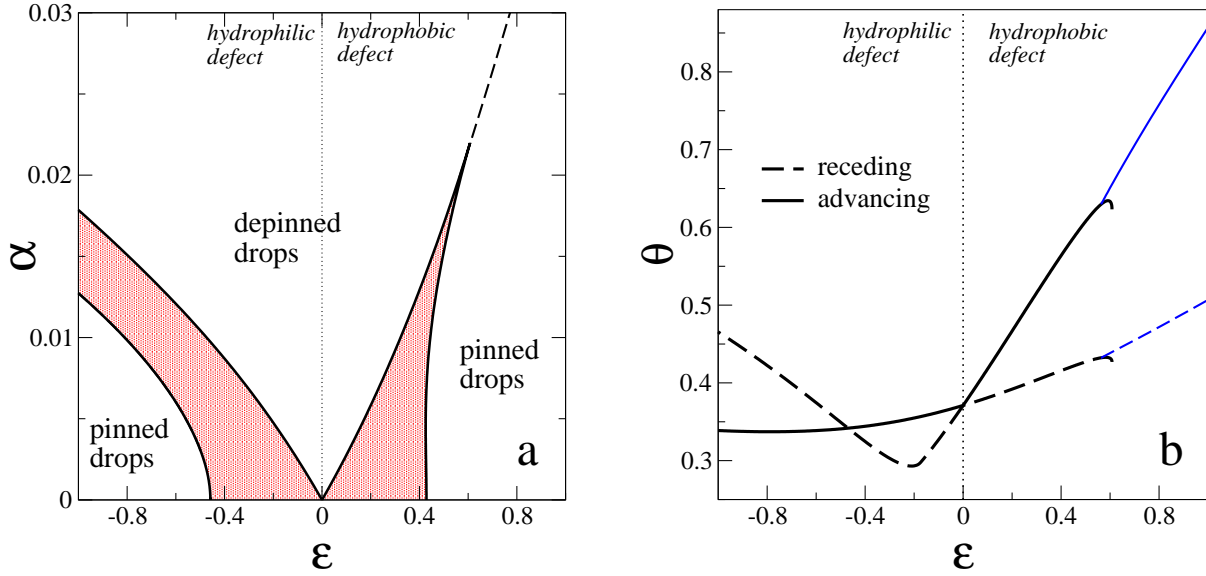 hydrophilic
defect
hydrophobic
defect
0.03
0.02
0.01
0
α
depinned
drops
pinned
drops
pinned
drops
a
-0.8
-0.4
0
0.4
0.8
ε
hydrophilic
defect
hydrophobic
defect
0.8
0.7
0.6
0.5
0.4
0.3
θ
receding
advancing
b
-0.8
-0.4
0
0.4
0.8
ε